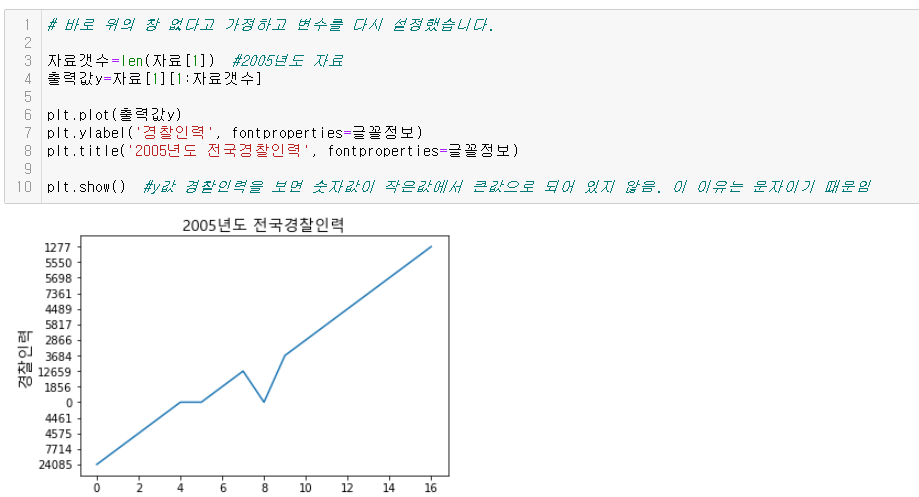 1 # 바로 위의 창 없다고 가정하고 변수를 다시 설정했습니다.
2
3 자료갯수=len(자료[1])  #2005년도 자료
4 출력값y=자료[1][1:자료갯수]
5
6 plt.plot(출력값y)
7 plt.ylabel('경찰인력', fontproperties=글꼴정보)
8 plt.title('2005년도 전국경찰인력', fontproperties=글꼴정보)
9
10 plt.show()  #y값 경찰인력을 보면 숫자값이 작은값에서 큰값으로 되어 있지 않음. 이 이유는 문자이기 때문임
2005년도 전국경찰인력
경찰인력
1277
5550
5698
7361
4489
5817
2866
3684
12659
1856
0
4461
4575
7714
24085
0 2 4 6 8 10 12 14 16